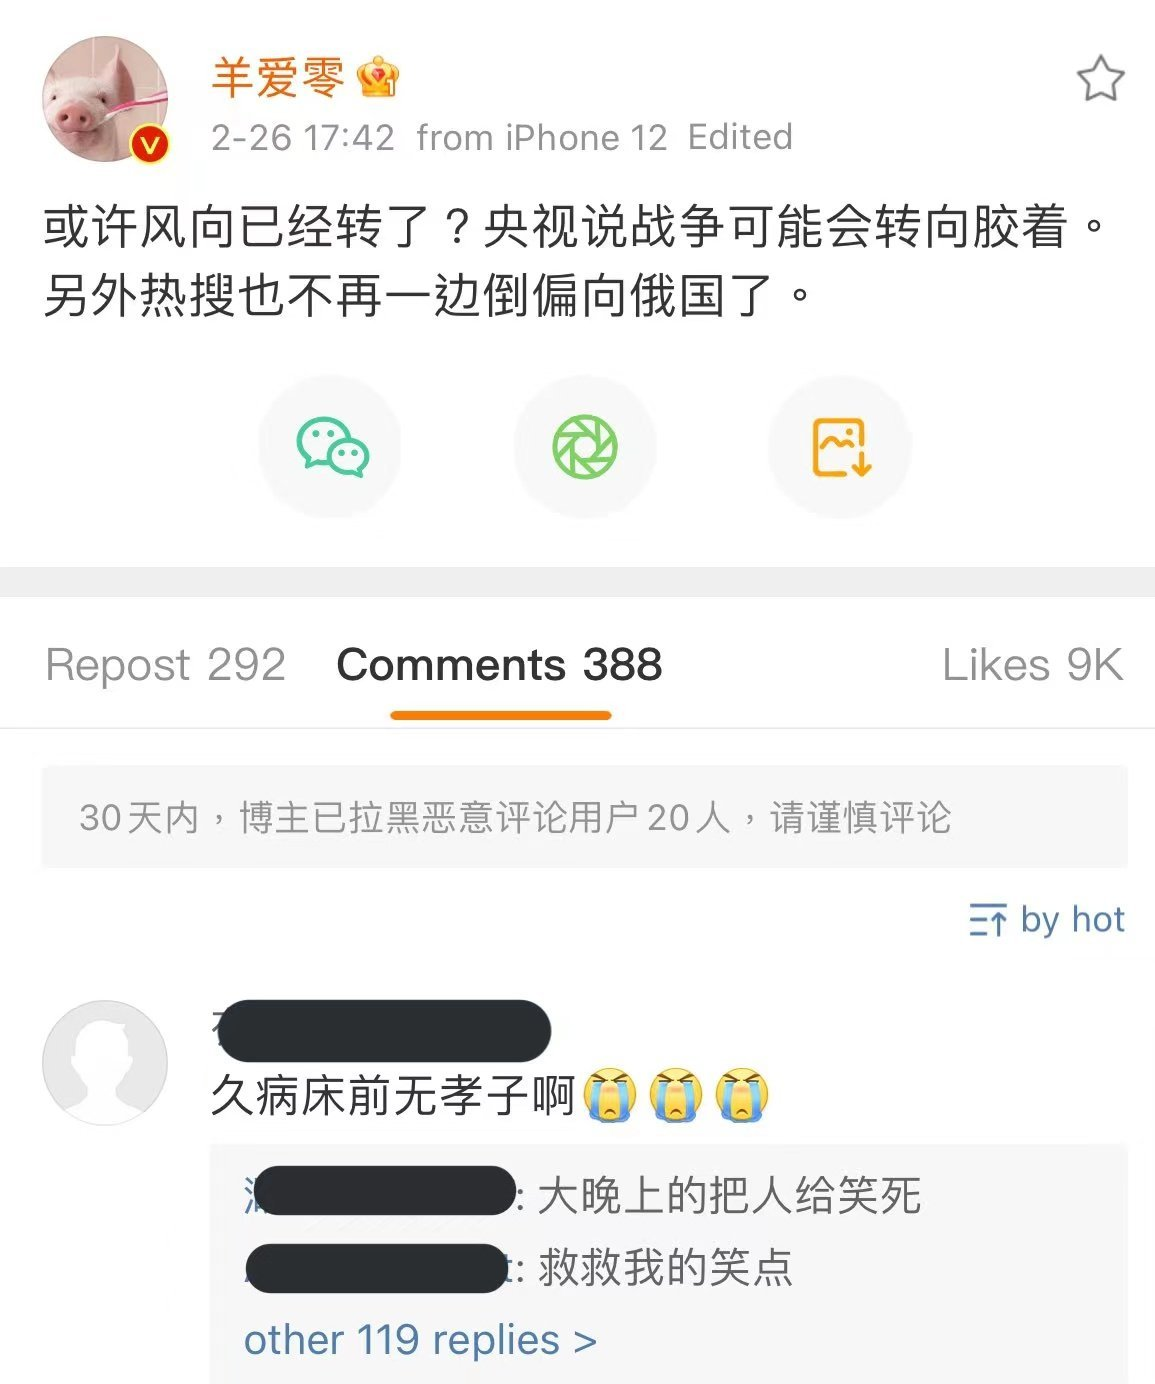 羊爱零
2-26 17:42 from iPhone 12 Edited
或许风向已经转了？央视说战争可能会转向胶着。
另外热搜也不再一边倒偏向俄国了。
Repost 292 Comments 388 Likes 9K
30天内，博主已拉黑恶意评论用户20人，请谨慎评论
by hot
久病床前无孝子啊😭😭😭
: 大晚上的把人给笑死
: 救救我的笑点
other 119 replies >